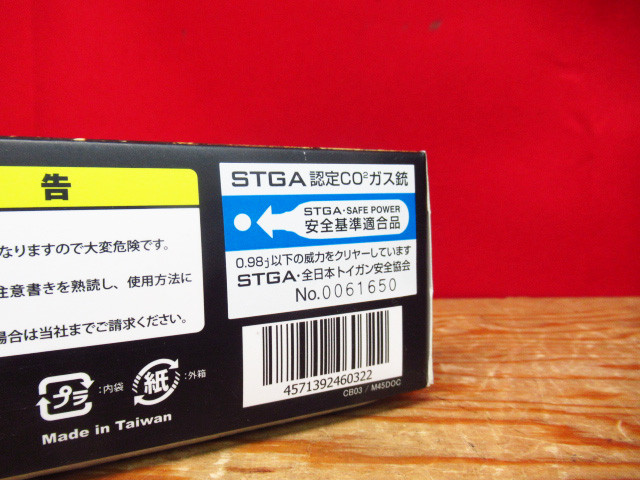 告
なりますので大変危険です。
注意書きを熟読し、使用方法に
場合は当社までご請求ください。
STGA 認定CO²ガス銃
STGA・SAFE POWER
安全基準適合品
0.98J以下の威力をクリヤーしています
STGA・全日本トイガン安全協会
No.0061650
4571392460322
CB03 / M45DOC
プラ :内袋
紙 :外箱
Made in Taiwan